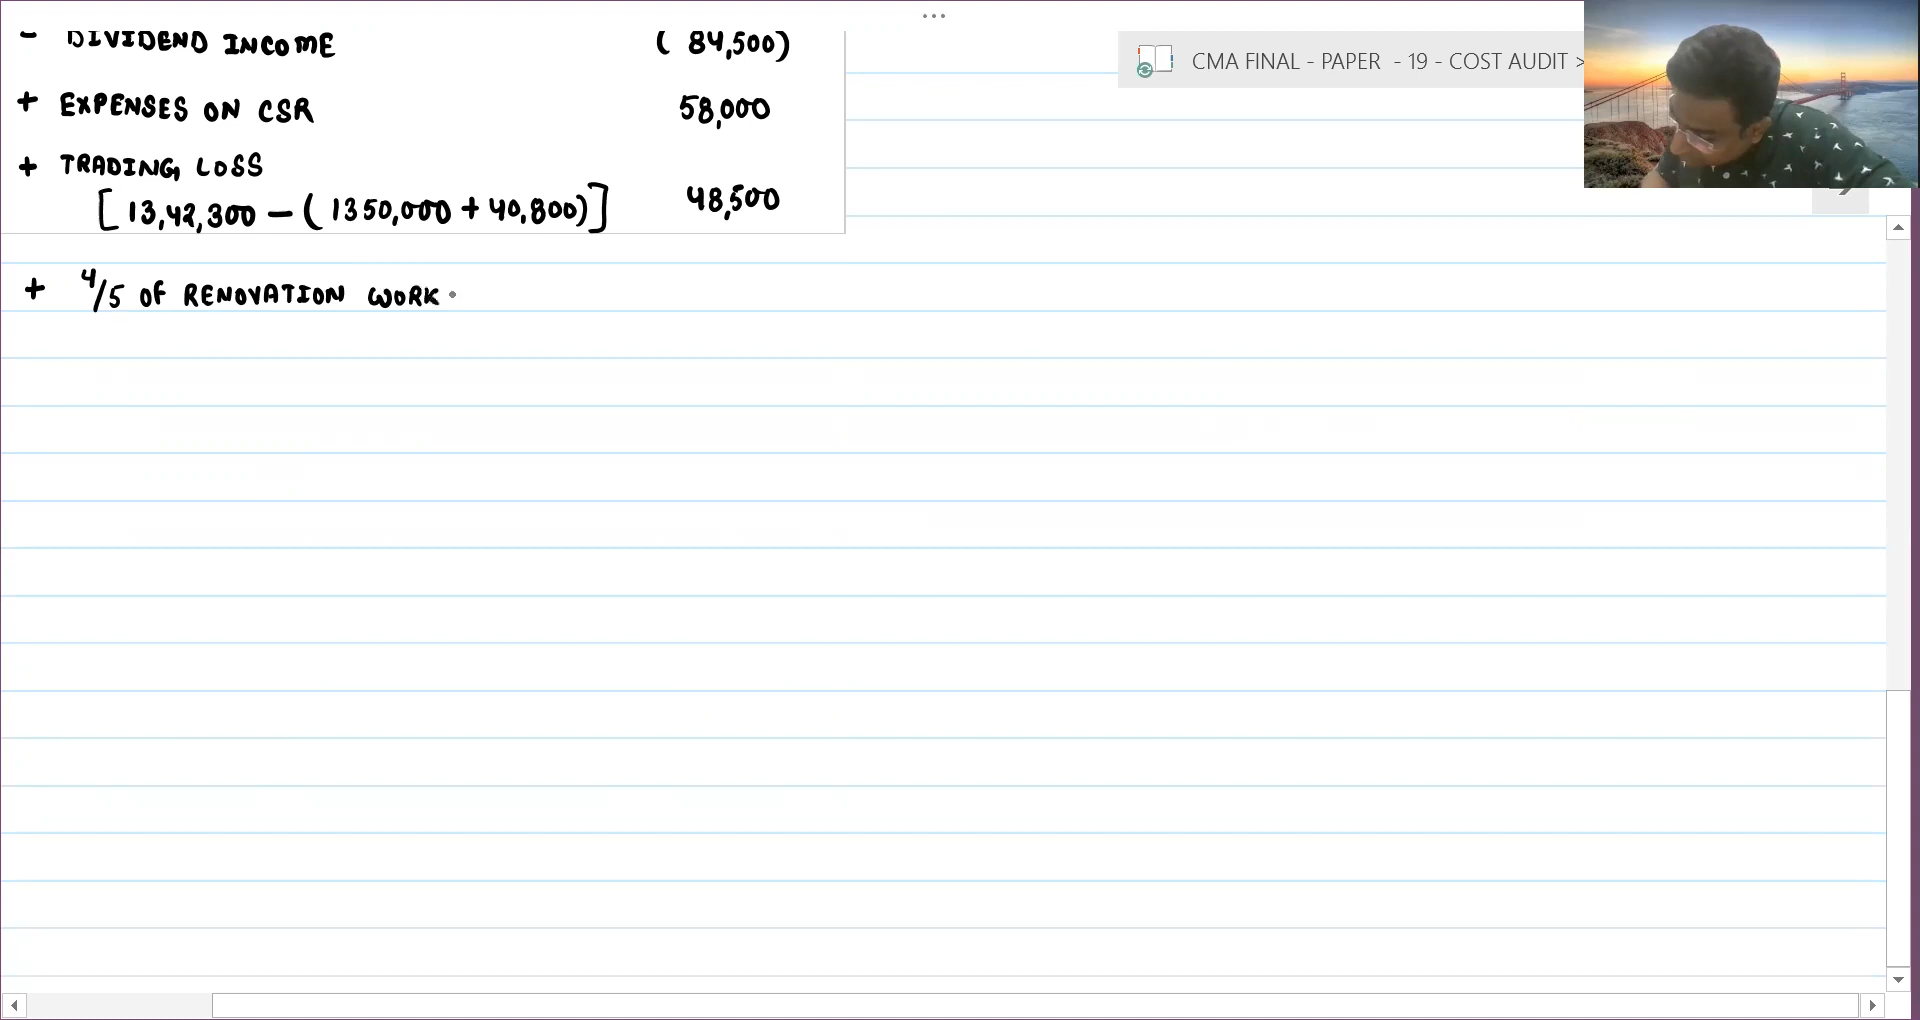 - DIVIDEND INCOME ( 84,500)
CMA FINAL - PAPER - 19 - COST AUDIT >
+ EXPENSES ON CSR 58,000
+ TRADING LOSS
[ 13,42,300 - ( 1350,000 + 40,800)] 48,500
+ 4/5 OF RENOVATION WORK